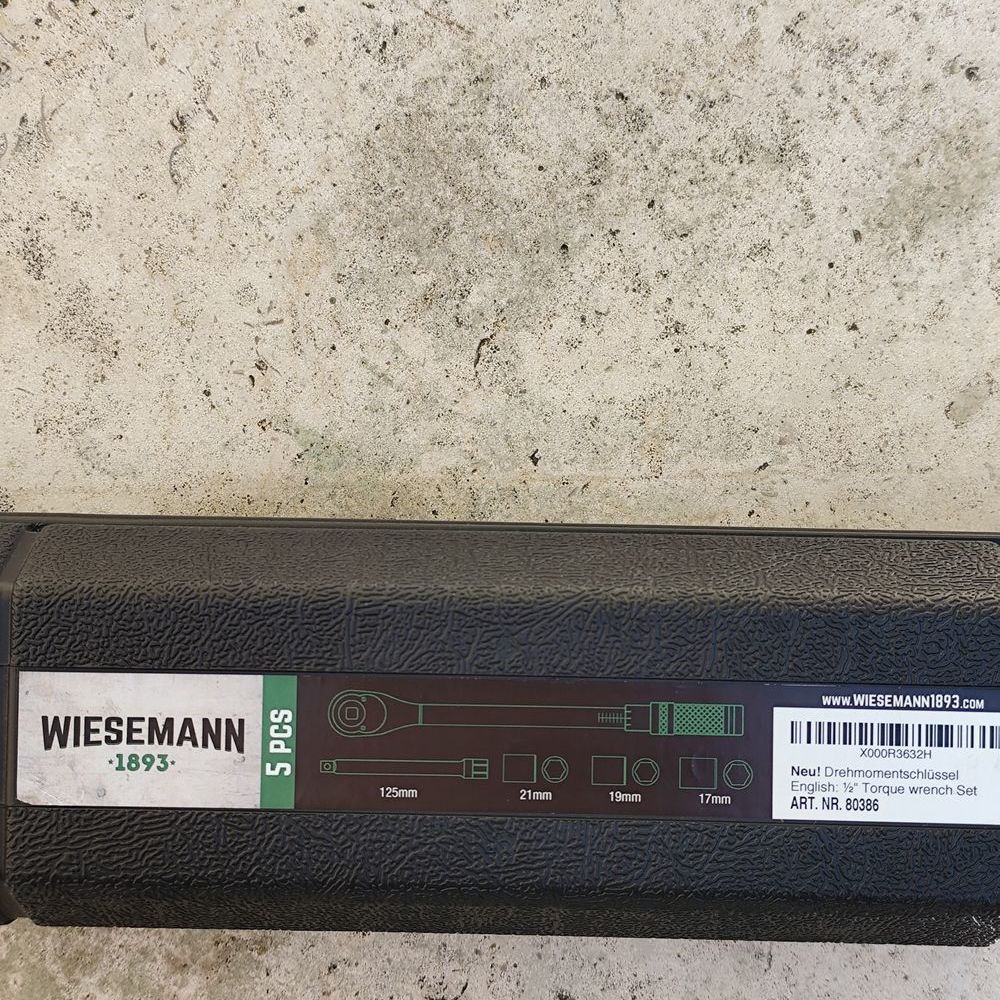 WIESEMANN
1893
5 PCS
125mm
21mm
19mm
17mm
WWW.WIESEMANN1893.COM
X000R3632H
Neu! Drehmomentschlüssel
English: ½" Torque wrench Set
ART. NR. 80386